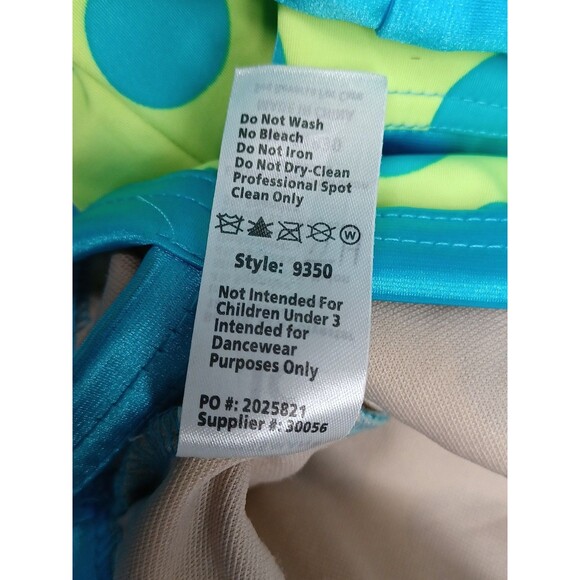 Do Not Wash
No Bleach
Do Not Iron
Do Not Dry-Clean
Professional Spot
Clean Only
W
Style: 9350
Not Intended For
Children Under 3
Intended for
Dancewear
Purposes Only
PO #: 2025821
Supplier #: 30056